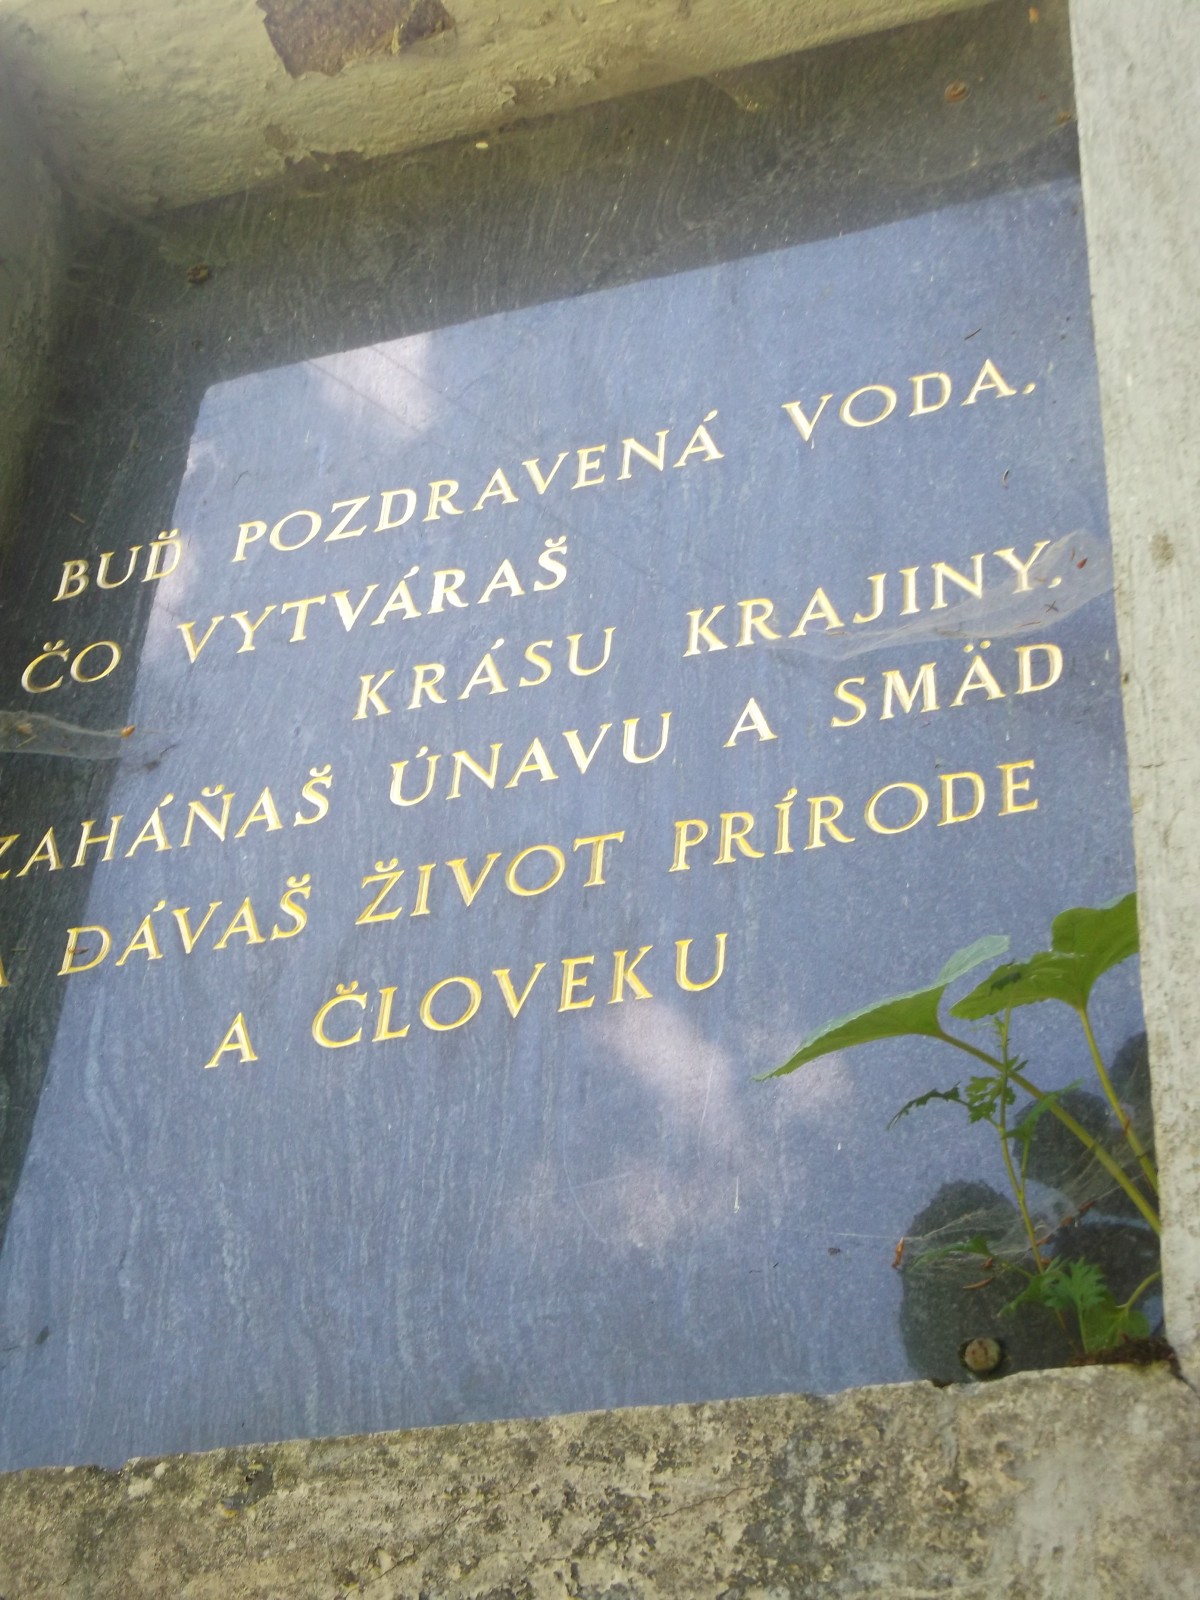 BUĎ POZDRAVENÁ VODA,
ČO VYTVÁRAŠ
KRÁSU KRAJINY,
ZAHÁŇAŠ ÚNAVU A SMÄD
A DÁVAŠ ŽIVOT PRÍRODE
A ČLOVEKU